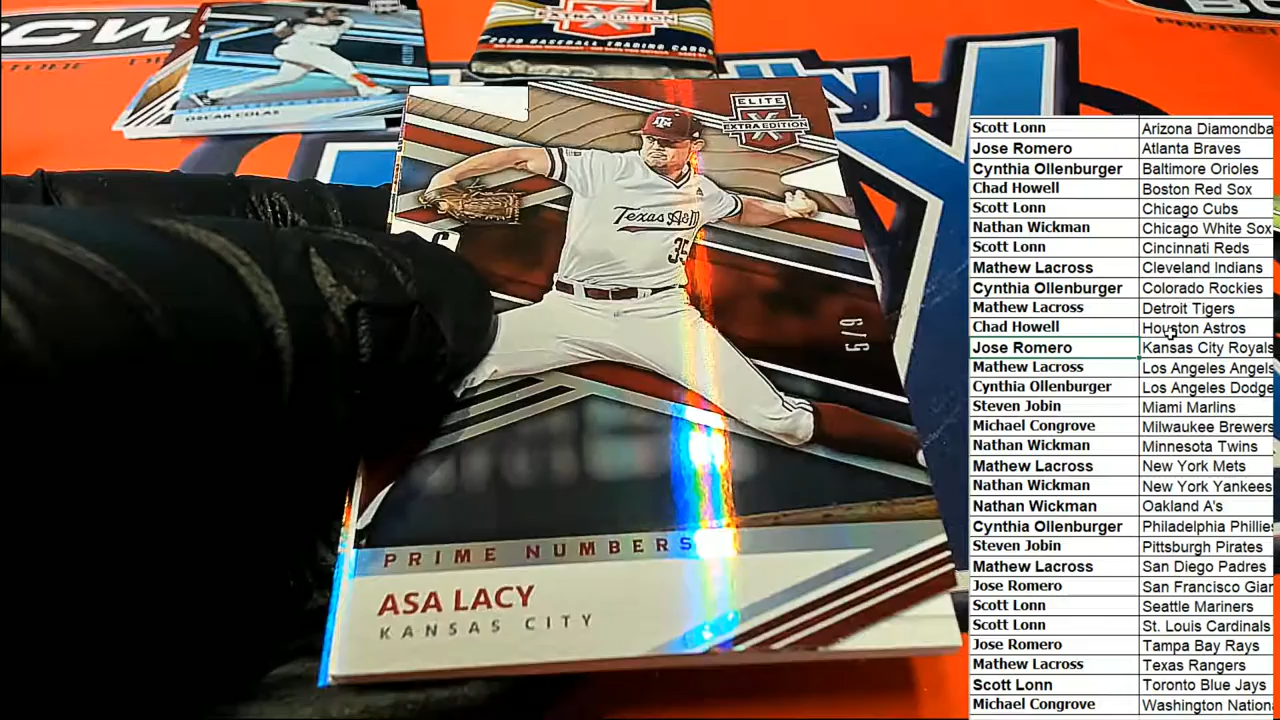 BCW
OSCAR COLAS
EXTRA EDITION
X
2020 BASEBALL TRADING CARDS
ELITE
EXTRA EDITION
Texas A&M
35
5/9
PRIME NUMBERS
ASA LACY
KANSAS CITY
Scott Lonn Arizona Diamondba
Jose Romero Atlanta Braves
Cynthia Ollenburger Baltimore Orioles
Chad Howell Boston Red Sox
Scott Lonn Chicago Cubs
Nathan Wickman Chicago White Sox
Scott Lonn Cincinnati Reds
Mathew Lacross Cleveland Indians
Cynthia Ollenburger Colorado Rockies
Mathew Lacross Detroit Tigers
Chad Howell Houston Astros
Jose Romero Kansas City Royals
Mathew Lacross Los Angeles Angels
Cynthia Ollenburger Los Angeles Dodge
Steven Jobin Miami Marlins
Michael Congrove Milwaukee Brewers
Nathan Wickman Minnesota Twins
Mathew Lacross New York Mets
Nathan Wickman New York Yankees
Nathan Wickman Oakland A's
Cynthia Ollenburger Philadelphia Phillie
Steven Jobin Pittsburgh Pirates
Mathew Lacross San Diego Padres
Jose Romero San Francisco Gian
Scott Lonn Seattle Mariners
Scott Lonn St. Louis Cardinals
Jose Romero Tampa Bay Rays
Mathew Lacross Texas Rangers
Scott Lonn Toronto Blue Jays
Michael Congrove Washington Nation